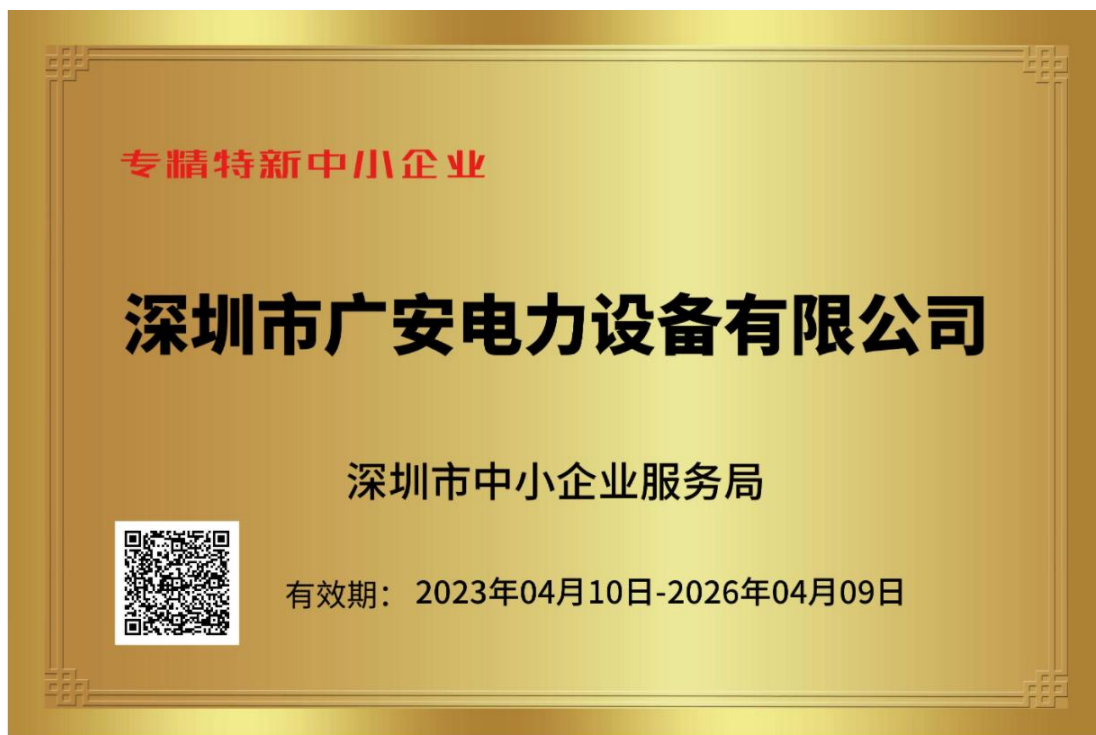 专精特新中小企业
深圳市广安电力设备有限公司
深圳市中小企业服务局
有效期： 2023年04月10日-2026年04月09日